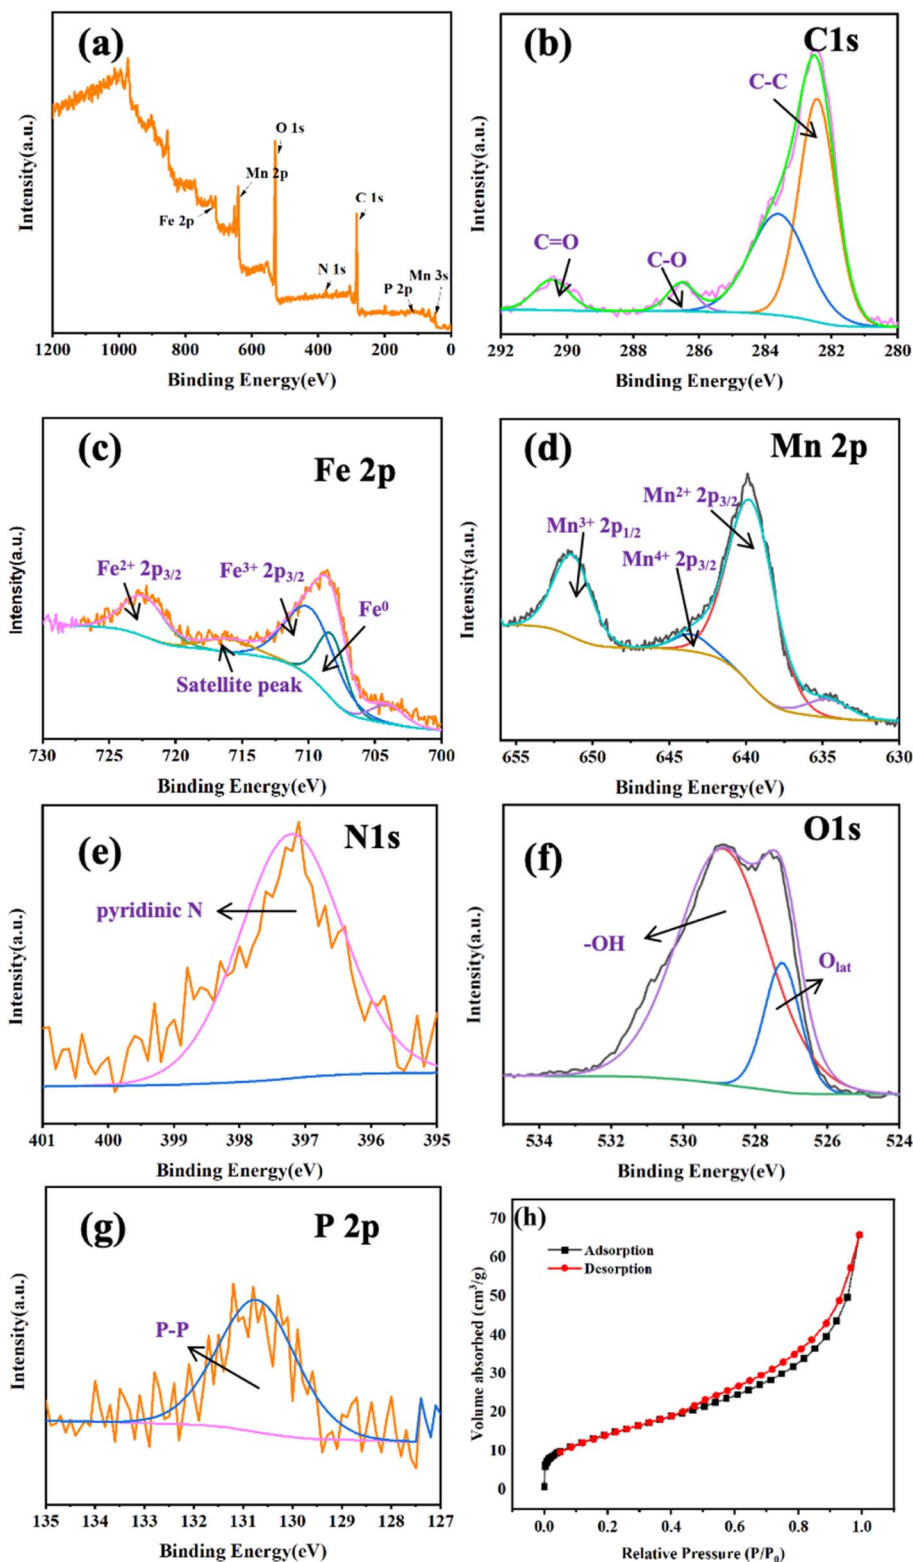 (a)
Intensity(a.u.)
O 1s
Mn 2p
Fe 2p
C 1s
N 1s
P 2p
Mn 3s
1200 1000 800 600 400 200 0
Binding Energy(eV)
(b)
C1s
Intensity(a.u.)
C-C
C=O
C-O
292 290 288 286 284 282 280
Binding Energy(eV)
(c)
Fe 2p
Intensity(a.u.)
Fe²⁺ 2p₃/₂
Fe³⁺ 2p₃/₂
Fe⁰
Satellite peak
730 725 720 715 710 705 700
Binding Energy(eV)
(d)
Mn 2p
Intensity(a.u.)
Mn²⁺ 2p₃/₂
Mn³⁺ 2p₁/₂
Mn⁴⁺ 2p₃/₂
655 650 645 640 635 630
Binding Energy(eV)
(e)
N1s
Intensity(a.u.)
pyridinic N
401 400 399 398 397 396 395
Binding Energy(eV)
(f)
O1s
Intensity(a.u.)
-OH
Olat
534 532 530 528 526 524
Binding Energy(eV)
(g)
P 2p
Intensity(a.u.)
P-P
135 134 133 132 131 130 129 128 127
Binding Energy(eV)
(h)
Volume absorbed (cm³/g)
70
60
50
40
30
20
10
0
Adsorption
Desorption
0.0 0.2 0.4 0.6 0.8 1.0
Relative Pressure (P/P₀)